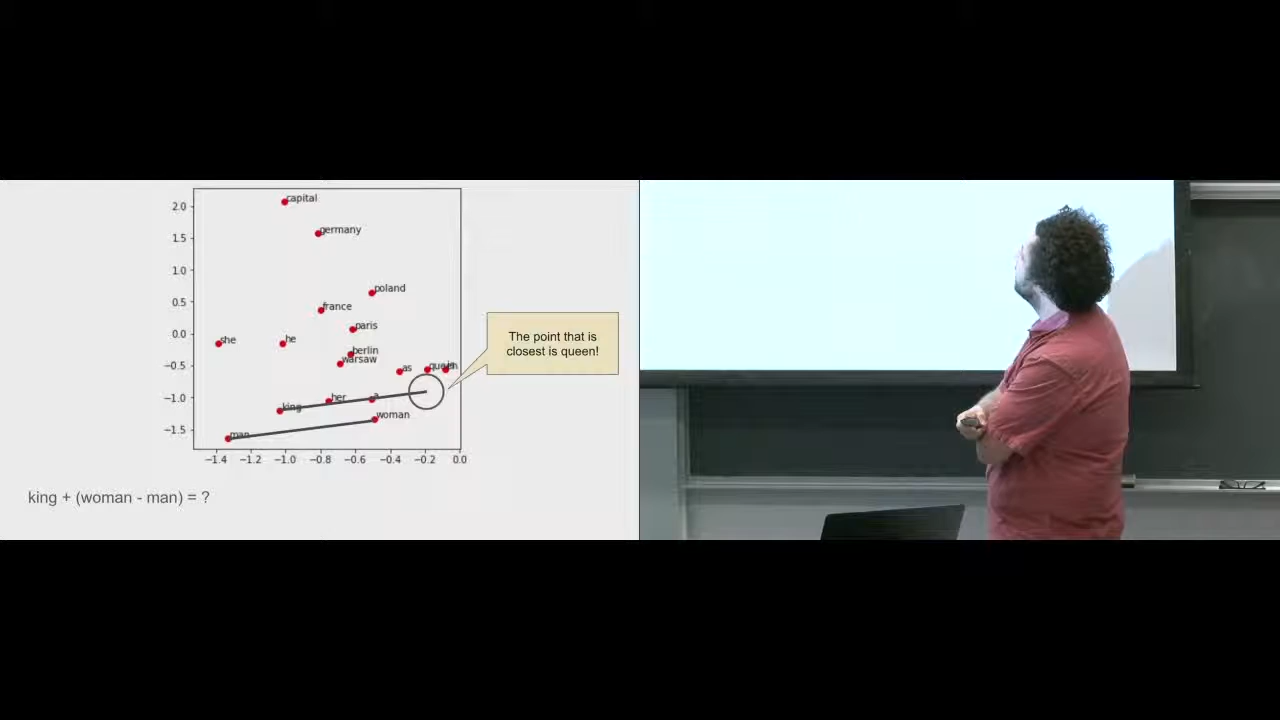 capital
germany
poland
france
paris
she
he
berlin
warsaw
as
her
a
king
woman
man
2.0
1.5
1.0
0.5
0.0
−0.5
−1.0
−1.5
−1.4 −1.2 −1.0 −0.8 −0.6 −0.4 −0.2 0.0
The point that is
closest is queen!
king + (woman - man) = ?